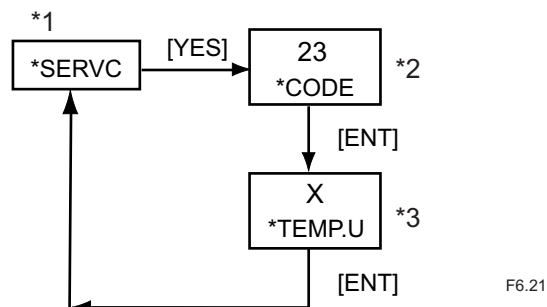 *1
*SERVC
[YES]
23
*CODE
*2
[ENT]
X
*TEMP.U
*3
[ENT]
F6.21